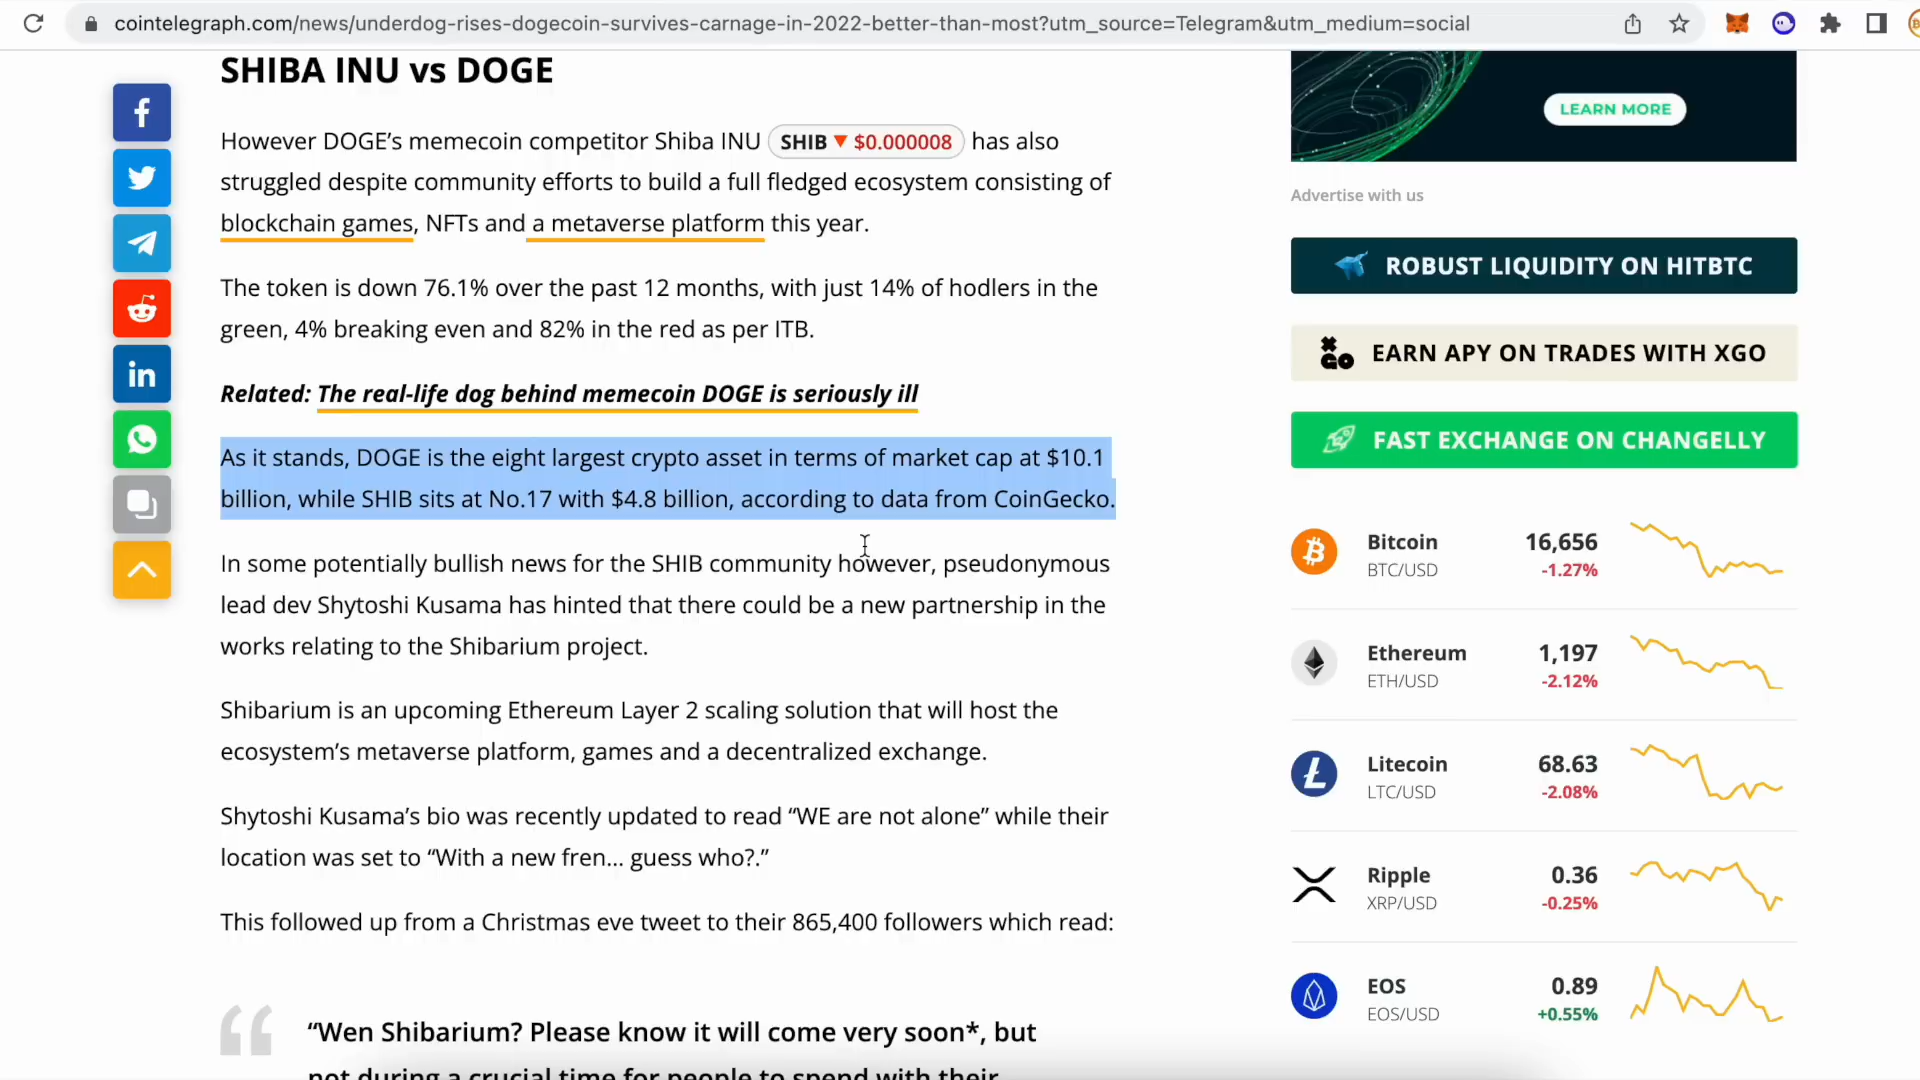 cointelegraph.com/news/underdog-rises-dogecoin-survives-carnage-in-2022-better-than-most?utm_source=Telegram&utm_medium=social
SHIBA INU vs DOGE
However DOGE’s memecoin competitor Shiba INU SHIB ▼ $0.000008 has also
struggled despite community efforts to build a full fledged ecosystem consisting of
blockchain games, NFTs and a metaverse platform this year.
The token is down 76.1% over the past 12 months, with just 14% of hodlers in the
green, 4% breaking even and 82% in the red as per ITB.
Related: The real-life dog behind memecoin DOGE is seriously ill
As it stands, DOGE is the eight largest crypto asset in terms of market cap at $10.1
billion, while SHIB sits at No.17 with $4.8 billion, according to data from CoinGecko.
In some potentially bullish news for the SHIB community however, pseudonymous
lead dev Shytoshi Kusama has hinted that there could be a new partnership in the
works relating to the Shibarium project.
Shibarium is an upcoming Ethereum Layer 2 scaling solution that will host the
ecosystem’s metaverse platform, games and a decentralized exchange.
Shytoshi Kusama’s bio was recently updated to read “WE are not alone” while their
location was set to “With a new fren... guess who?.”
This followed up from a Christmas eve tweet to their 865,400 followers which read:
“Wen Shibarium? Please know it will come very soon*, but
not during a crucial time for people to spend with their
LEARN MORE
Advertise with us
ROBUST LIQUIDITY ON HITBTC
XGO EARN APY ON TRADES WITH XGO
FAST EXCHANGE ON CHANGELLY
Bitcoin 16,656
BTC/USD -1.27%
Ethereum 1,197
ETH/USD -2.12%
Litecoin 68.63
LTC/USD -2.08%
Ripple 0.36
XRP/USD -0.25%
EOS 0.89
EOS/USD +0.55%